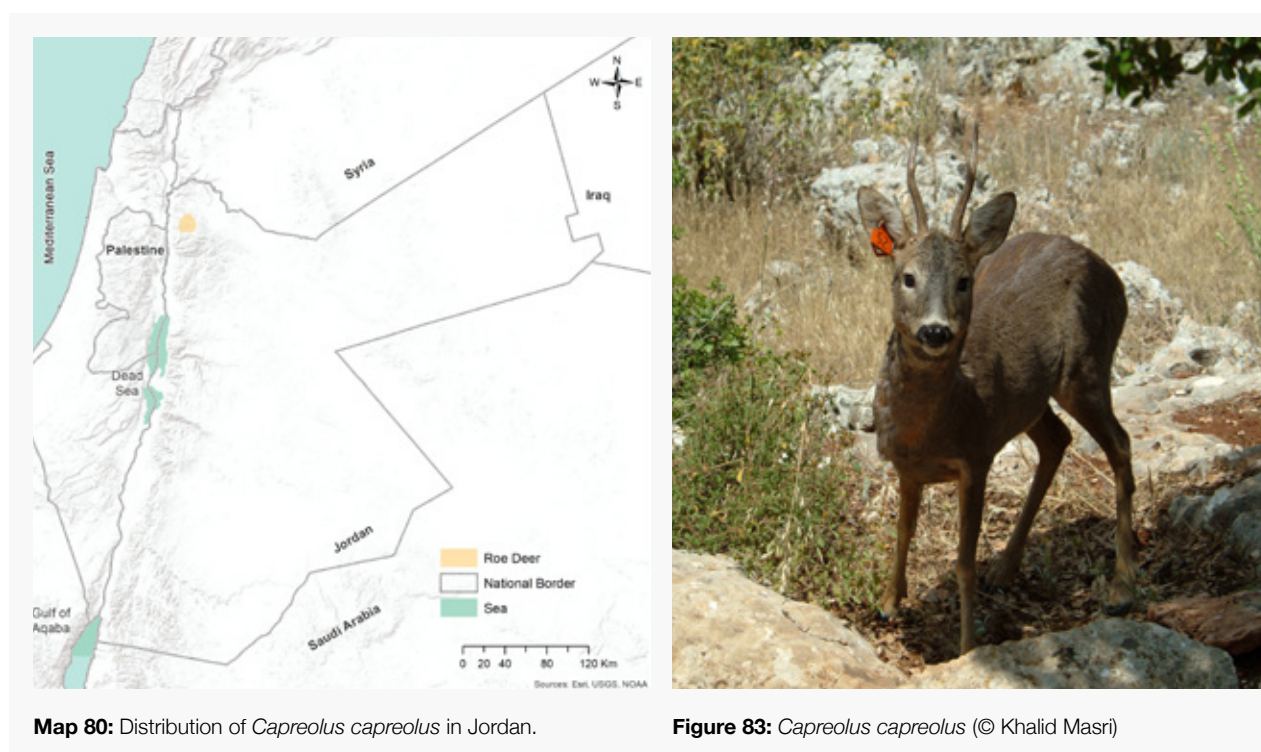 N
W E
S
Mediterranean Sea
Syria
Iraq
Palestine
Dead
Sea
Jordan
Roe Deer
National Border
Sea
Saudi Arabia
Gulf of
Aqaba
0 20 40 80 120 Km
Sources: Esri, USGS, NOAA
Map 80: Distribution of Capreolus capreolus in Jordan.
Figure 83: Capreolus capreolus (© Khalid Masri)